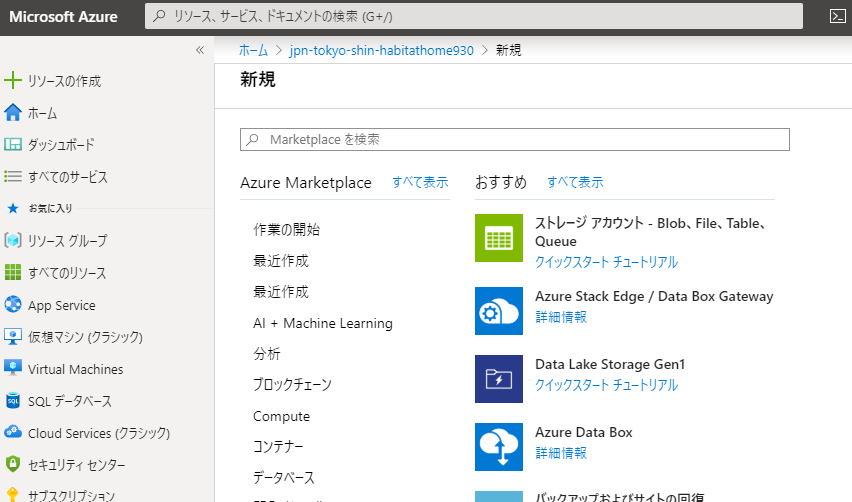 Microsoft Azure
リソース、サービス、ドキュメントの検索 (G+/)
«
ホーム > jpn-tokyo-shin-habitathome930 > 新規
新規
リソースの作成
ホーム
ダッシュボード
すべてのサービス
お気に入り
リソース グループ
すべてのリソース
App Service
仮想マシン (クラシック)
Virtual Machines
SQL データベース
Cloud Services (クラシック)
セキュリティ センター
サブスクリプション
Marketplace を検索
Azure Marketplace すべて表示
作業の開始
最近作成
最近作成
AI + Machine Learning
分析
ブロックチェーン
Compute
コンテナー
データベース
おすすめ すべて表示
ストレージ アカウント - Blob、File、Table、
Queue
クイックスタート チュートリアル
Azure Stack Edge / Data Box Gateway
詳細情報
Data Lake Storage Gen1
クイックスタート チュートリアル
Azure Data Box
詳細情報
バックアップおよびサイトの回復